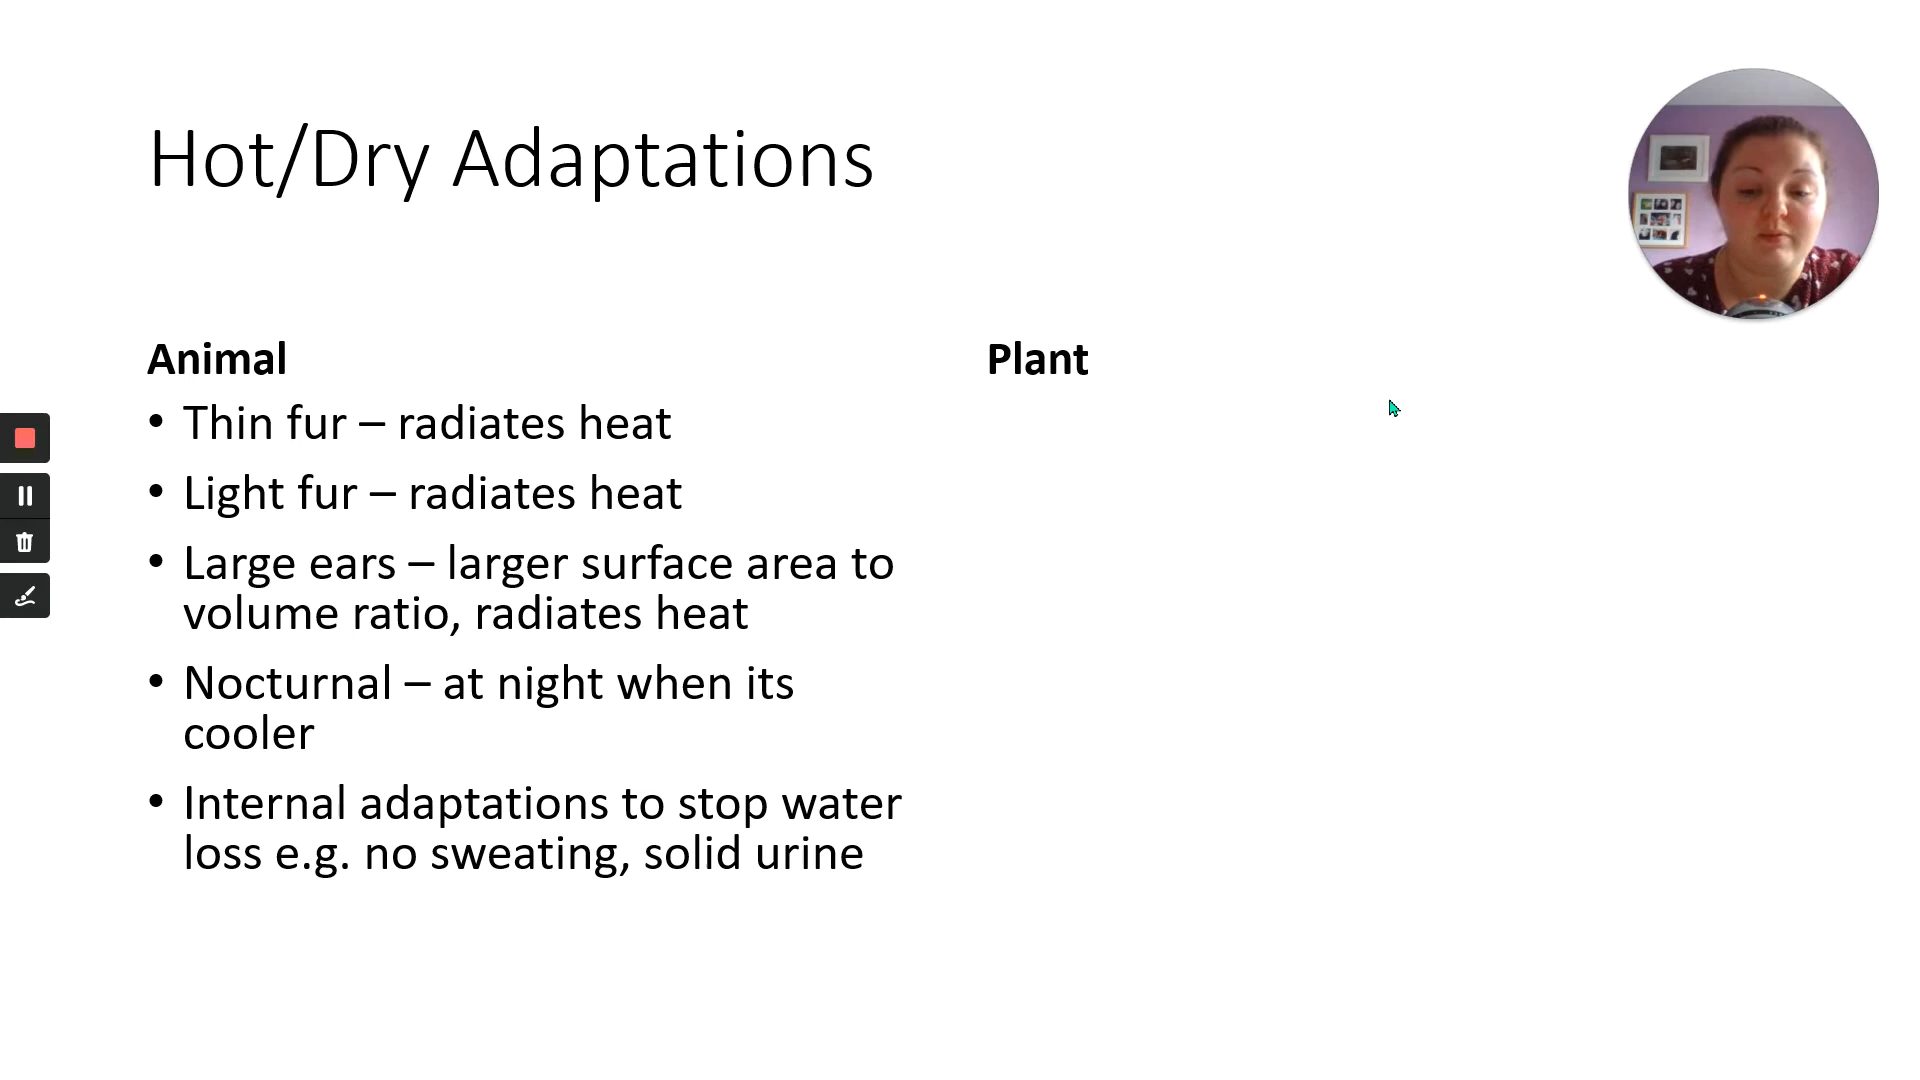 Hot/Dry Adaptations
Animal
• Thin fur – radiates heat
• Light fur – radiates heat
• Large ears – larger surface area to
volume ratio, radiates heat
• Nocturnal – at night when its
cooler
• Internal adaptations to stop water
loss e.g. no sweating, solid urine
Plant